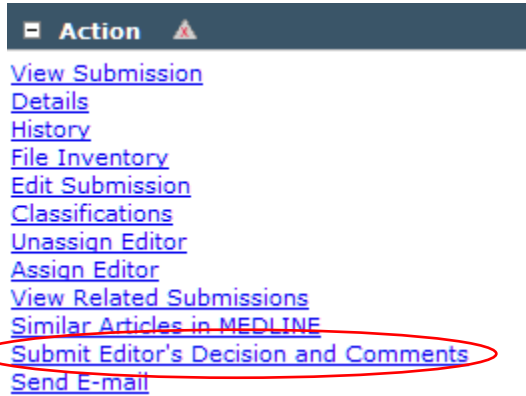 Action
View Submission
Details
History
File Inventory
Edit Submission
Classifications
Unassign Editor
Assign Editor
View Related Submissions
Similar Articles in MEDLINE
Submit Editor's Decision and Comments
Send E-mail